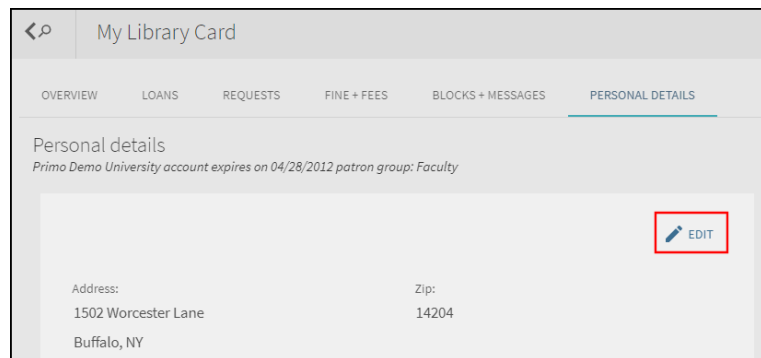 My Library Card
OVERVIEW LOANS REQUESTS FINE + FEES BLOCKS + MESSAGES PERSONAL DETAILS
Personal details
Primo Demo University account expires on 04/28/2012 patron group: Faculty
EDIT
Address: Zip:
1502 Worcester Lane 14204
Buffalo, NY